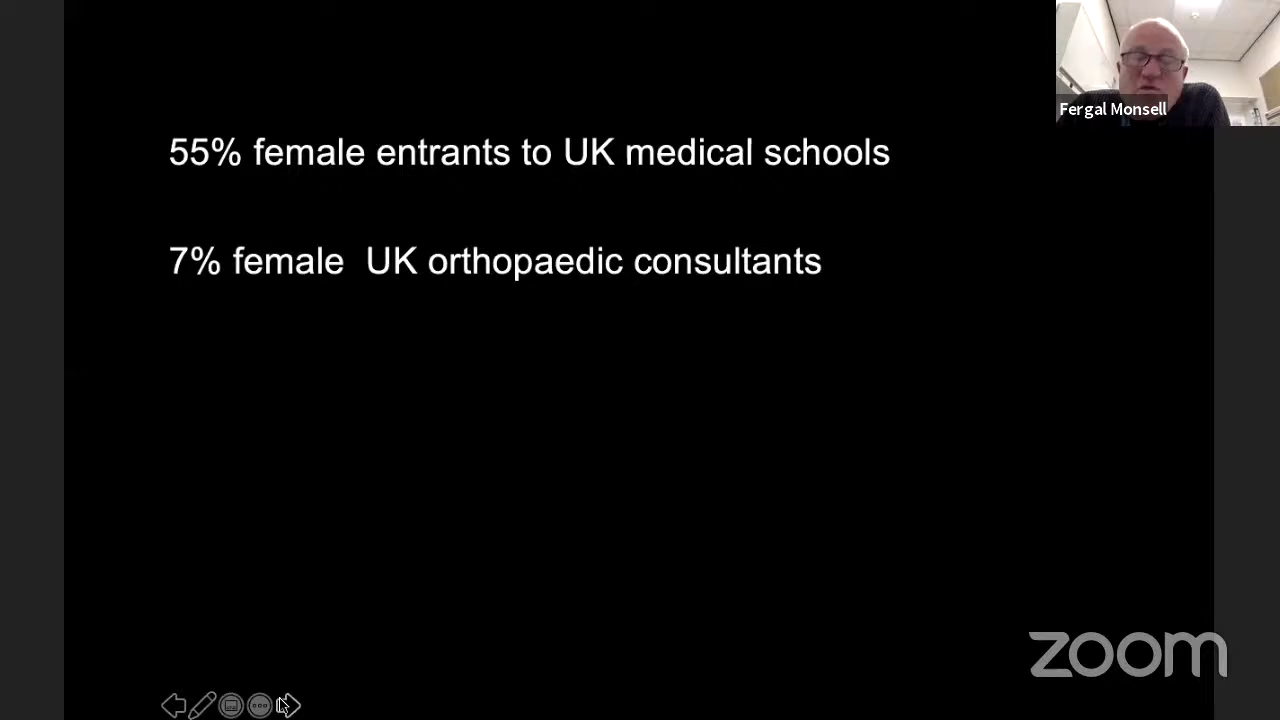 Fergal Monsell
55% female entrants to UK medical schools
7% female  UK orthopaedic consultants
zoom